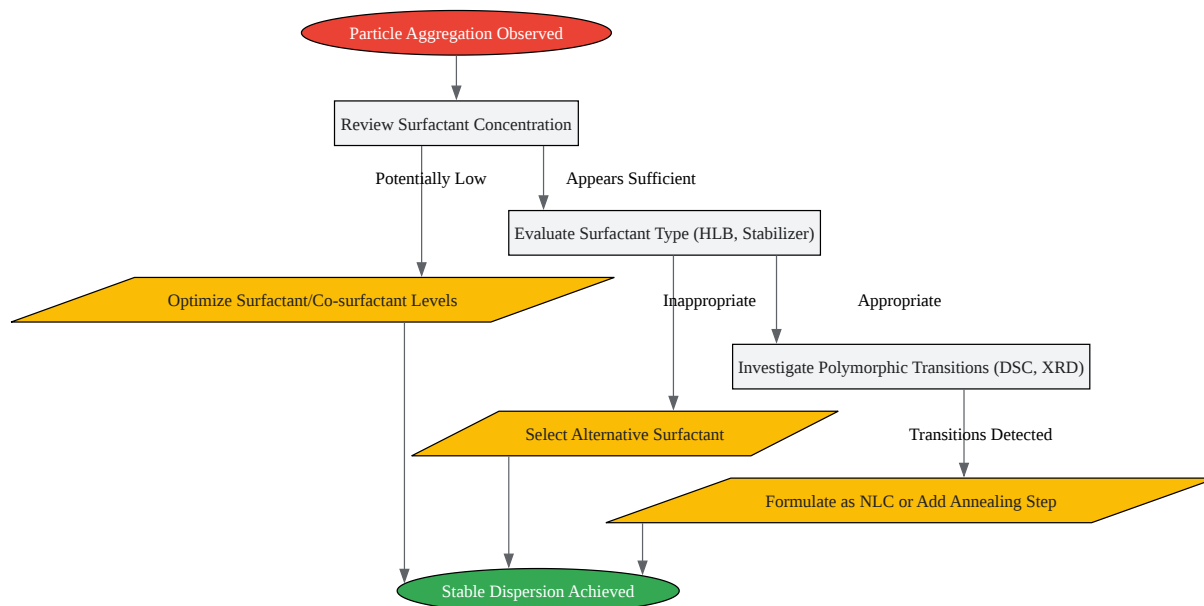 Particle Aggregation Observed
Review Surfactant Concentration
Potentially Low
Appears Sufficient
Evaluate Surfactant Type (HLB, Stabilizer)
Optimize Surfactant/Co-surfactant Levels
Inappropriate
Appropriate
Investigate Polymorphic Transitions (DSC, XRD)
Select Alternative Surfactant
Transitions Detected
Formulate as NLC or Add Annealing Step
Stable Dispersion Achieved